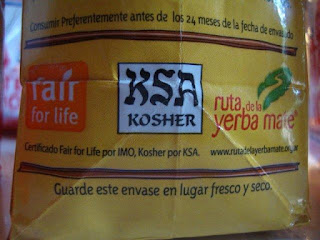 Consumir Preferentemente antes de los 24 meses de la fecha de envasado
fair
for life
KSA
KOSHER
ruta de la
yerba mate
Certificado Fair for Life por IMO, Kosher por KSA.
www.rutadelayerbamate.org.ar
Guarde este envase en lugar fresco y seco.